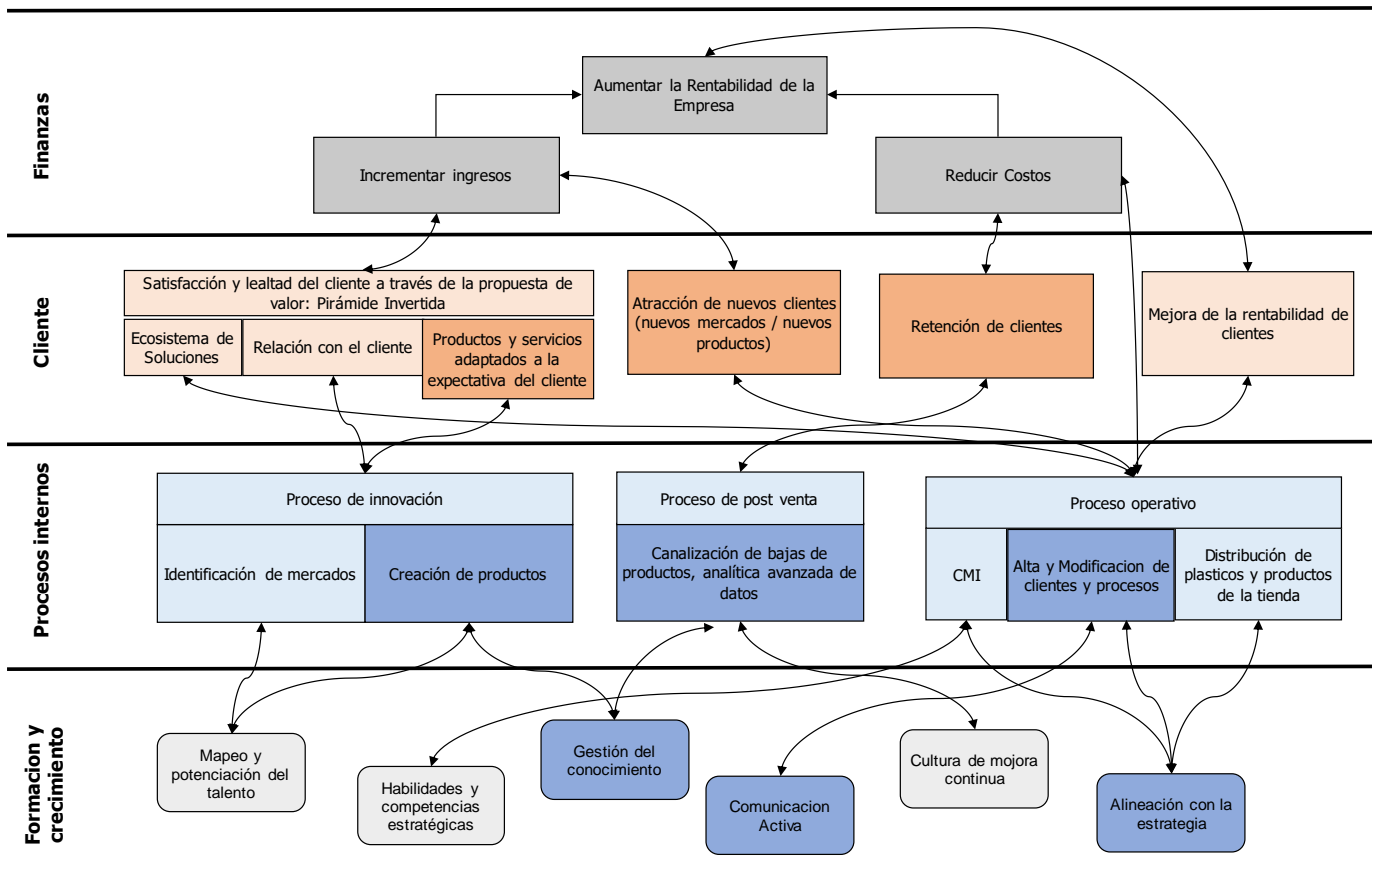 Finanzas
Aumentar la Rentabilidad de la
Empresa
Incrementar ingresos
Reducir Costos
Cliente
Satisfacción y lealtad del cliente a través de la propuesta de
valor: Pirámide Invertida
Ecosistema de
Soluciones
Relación con el cliente
Productos y servicios
adaptados a la
expectativa del cliente
Atracción de nuevos clientes
(nuevos mercados / nuevos
productos)
Retención de clientes
Mejora de la rentabilidad de
clientes
Procesos internos
Proceso de innovación
Identificación de mercados
Creación de productos
Proceso de post venta
Canalización de bajas de
productos, analítica avanzada de
datos
Proceso operativo
CMI
Alta y Modificacion de
clientes y procesos
Distribución de
plasticos y productos
de la tienda
Formacion y
crecimiento
Mapeo y
potenciación del
talento
Habilidades y
competencias
estratégicas
Gestión del
conocimiento
Comunicacion
Activa
Cultura de mojora
continua
Alineación con la
estrategia